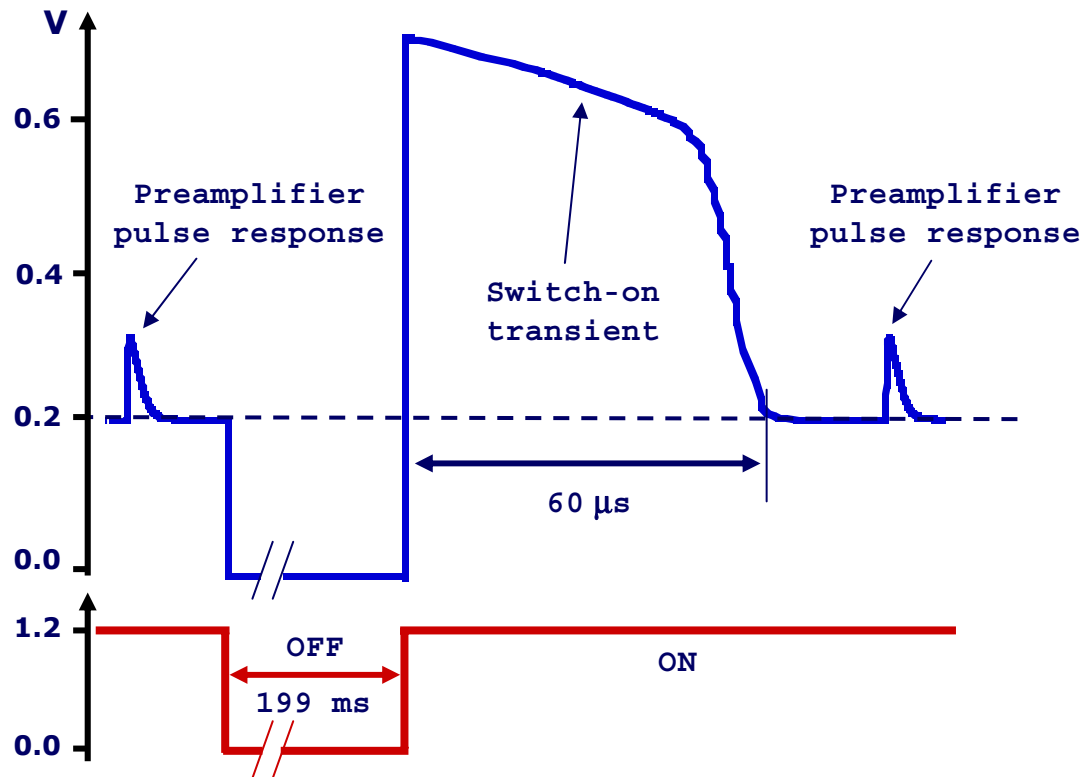 V
0.6
Preamplifier
pulse response
Preamplifier
pulse response
0.4
Switch-on
transient
0.2
60 μs
0.0
1.2
OFF
ON
199 ms
0.0